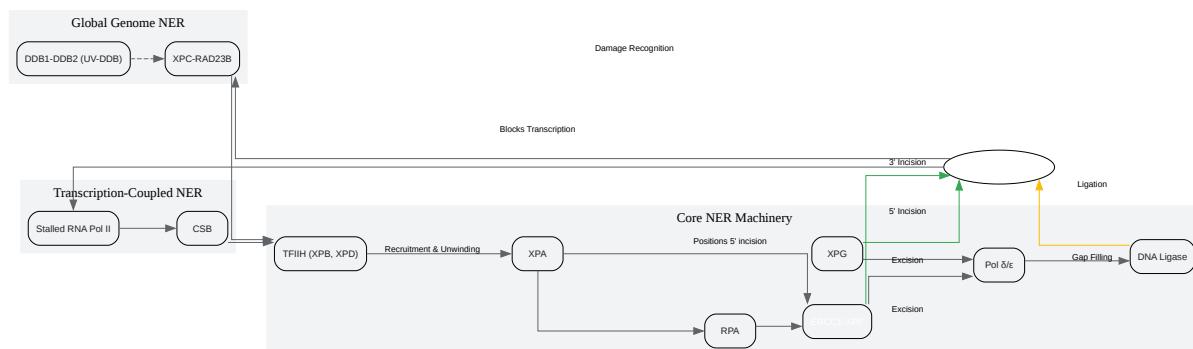 Global Genome NER
DDB1-DDB2 (UV-DDB)
XPC-RAD23B
Damage Recognition
Blocks Transcription
3' Incision
Ligation
Transcription-Coupled NER
Stalled RNA Pol II
CSB
5' Incision
Core NER Machinery
TFIIH (XPB, XPD)
Recruitment & Unwinding
XPA
Positions 5' incision
XPG
Excision
Pol δ/ε
Gap Filling
DNA Ligase
Excision
RPA